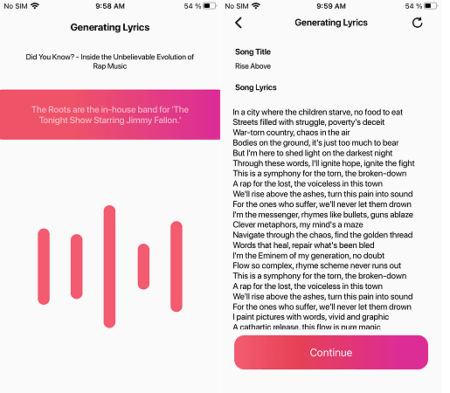 No SIM 9:58 AM 54 %
Generating Lyrics
Did You Know? - Inside the Unbelievable Evolution of
Rap Music
The Roots are the in-house band for 'The
Tonight Show Starring Jimmy Fallon.'
No SIM 9:59 AM 54 %
Generating Lyrics
Song Title
Rise Above
Song Lyrics
In a city where the children starve, no food to eat
Streets filled with struggle, poverty's deceit
War-torn country, chaos in the air
Bodies on the ground, it's just too much to bear
But I'm here to shed light on the darkest night
Through these words, I'll ignite hope, ignite the fight
This is a symphony for the torn, the broken-down
A rap for the lost, the voiceless in this town
We'll rise above the ashes, turn this pain into sound
For the ones who suffer, we'll never let them drown
I'm the messenger, rhymes like bullets, guns ablaze
Clever metaphors, my mind's a maze
Navigate through the chaos, find the golden thread
Words that heal, repair what's been bled
I'm the Eminem of my generation, no doubt
Flow so complex, rhyme scheme never runs out
This is a symphony for the torn, the broken-down
A rap for the lost, the voiceless in this town
We'll rise above the ashes, turn this pain into sound
For the ones who suffer, we'll never let them drown
I paint pictures with words, vivid and graphic
A cathartic release, this flow is pure magic
Continue